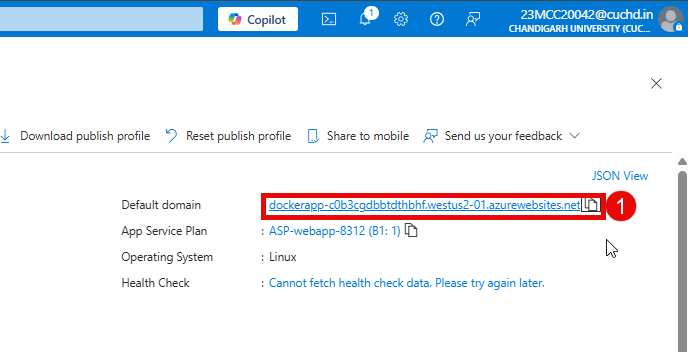 Copilot
1
23MCC20042@cuchd.in
CHANDIGARH UNIVERSITY (CUC...
Download publish profile Reset publish profile Share to mobile Send us your feedback
JSON View
Default domain dockerapp-c0b3cgdbbtdthbhf.westus2-01.azurewebsites.net 1
App Service Plan : ASP-webapp-8312 (B1: 1)
Operating System : Linux
Health Check : Cannot fetch health check data. Please try again later.